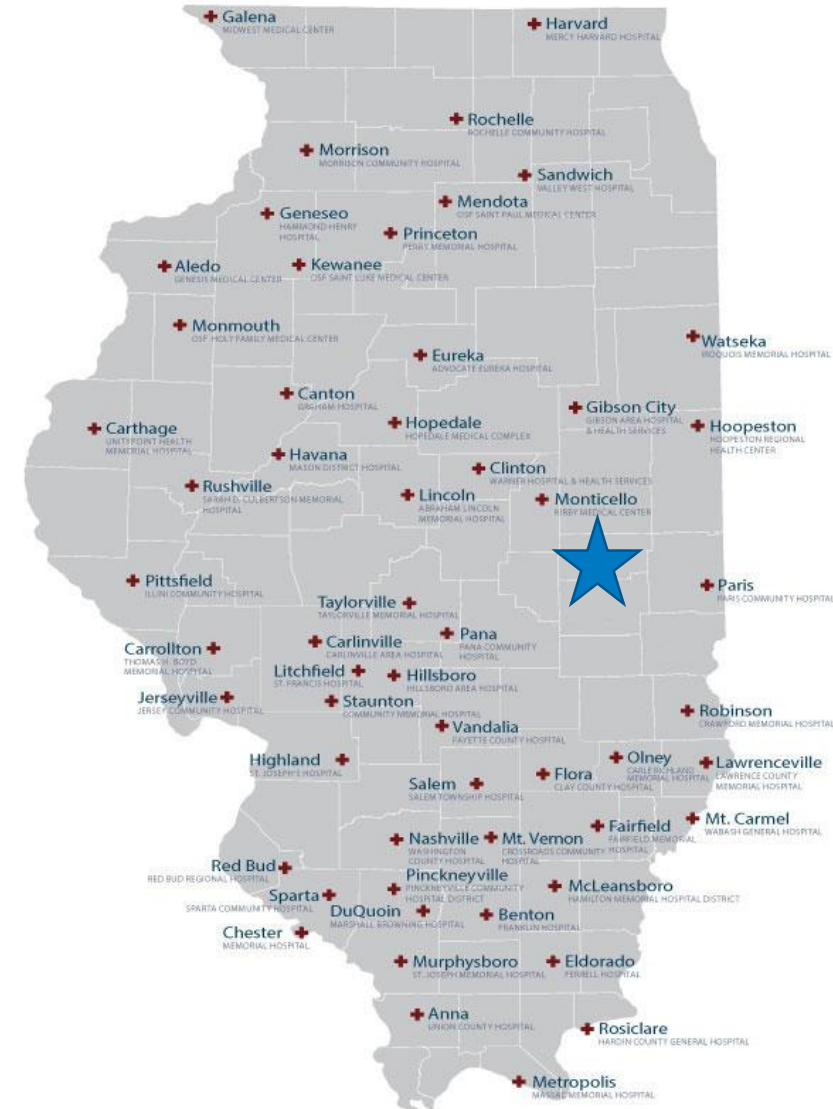 Galena
MIDWEST MEDICAL CENTER
Harvard
MERCY HARVARD HOSPITAL
Rochelle
ROCHELLE COMMUNITY HOSPITAL
Morrison
MORRISON COMMUNITY HOSPITAL
Sandwich
VALLEY WEST HOSPITAL
Mendota
OSF SAINT PAUL MEDICAL CENTER
Geneseo
HAMMOND-HENRY
HOSPITAL
Princeton
PERRY MEMORIAL HOSPITAL
Aledo
GENESIS MEDICAL CENTER
Kewanee
OSF SAINT LUKE MEDICAL CENTER
Monmouth
OSF HOLY FAMILY MEDICAL CENTER
Watseka
IROQUOIS MEMORIAL HOSPITAL
Eureka
ADVOCATE EUREKA HOSPITAL
Canton
GRAHAM HOSPITAL
Gibson City
GIBSON AREA HOSPITAL
& HEALTH SERVICES
Carthage
UNITYPOINT HEALTH
MEMORIAL HOSPITAL
Hopedale
HOPEDALE MEDICAL COMPLEX
Hoopeston
HOOPESTON REGIONAL
HEALTH CENTER
Havana
MASON DISTRICT HOSPITAL
Clinton
WARNER HOSPITAL & HEALTH SERVICES
Rushville
SARAH D. CULBERTSON MEMORIAL
HOSPITAL
Lincoln
ABRAHAM LINCOLN
MEMORIAL HOSPITAL
Monticello
KIRBY MEDICAL CENTER
Pittsfield
ILLINI COMMUNITY HOSPITAL
Paris
PARIS COMMUNITY HOSPITAL
Taylorville
TAYLORVILLE MEMORIAL HOSPITAL
Carrollton
THOMAS H. BOYD
MEMORIAL HOSPITAL
Carlinville
CARLINVILLE AREA HOSPITAL
Pana
PANA COMMUNITY
HOSPITAL
Litchfield
ST. FRANCIS HOSPITAL
Hillsboro
HILLSBORO AREA HOSPITAL
Jerseyville
JERSEY COMMUNITY HOSPITAL
Staunton
COMMUNITY MEMORIAL HOSPITAL
Robinson
CRAWFORD MEMORIAL HOSPITAL
Vandalia
FAYETTE COUNTY HOSPITAL
Highland
ST. JOSEPH'S HOSPITAL
Olney
CARLE RICHLAND
MEMORIAL HOSPITAL
Lawrenceville
LAWRENCE COUNTY
MEMORIAL HOSPITAL
Salem
SALEM TOWNSHIP HOSPITAL
Flora
CLAY COUNTY HOSPITAL
Mt. Carmel
WABASH GENERAL HOSPITAL
Nashville
WASHINGTON
COUNTY HOSPITAL
Mt. Vernon
CROSSROADS COMMUNITY
HOSPITAL
Fairfield
FAIRFIELD MEMORIAL
HOSPITAL
Red Bud
RED BUD REGIONAL HOSPITAL
Pinckneyville
PINCKNEYVILLE COMMUNITY
HOSPITAL DISTRICT
McLeansboro
HAMILTON MEMORIAL HOSPITAL DISTRICT
Sparta
SPARTA COMMUNITY HOSPITAL
DuQuoin
MARSHALL BROWNING HOSPITAL
Benton
FRANKLIN HOSPITAL
Chester
MEMORIAL HOSPITAL
Murphysboro
ST. JOSEPH MEMORIAL HOSPITAL
Eldorado
FERRELL HOSPITAL
Anna
UNION COUNTY HOSPITAL
Rosiclare
HARDIN COUNTY GENERAL HOSPITAL
Metropolis
MASSAC MEMORIAL HOSPITAL